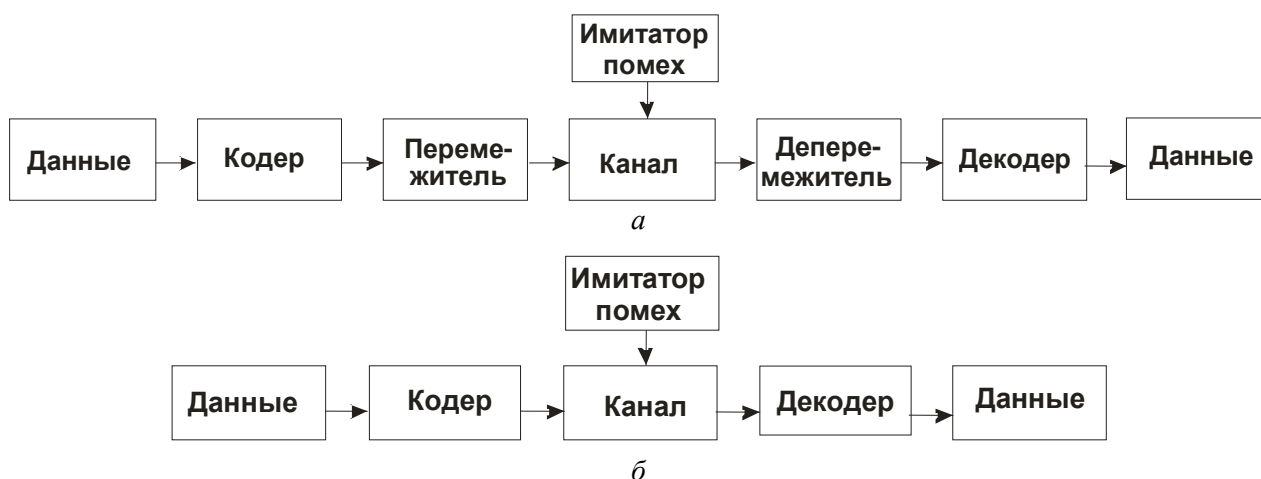 Имитатор
помех
Данные
Кодер
Переме-
житель
Канал
Депере-
межитель
Декодер
Данные
а
Имитатор
помех
Данные
Кодер
Канал
Декодер
Данные
б